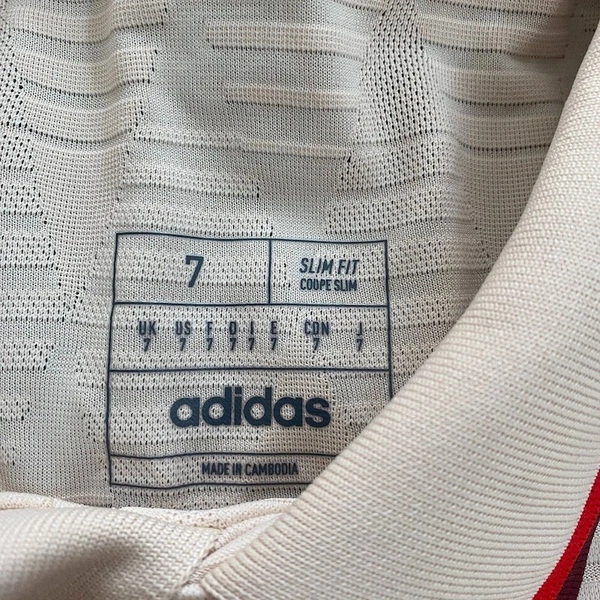 7
SLIM FIT
COUPE SLIM
UK US F D I E CDN J
7 7 7 7 7 7 7 7
adidas
MADE IN CAMBODIA